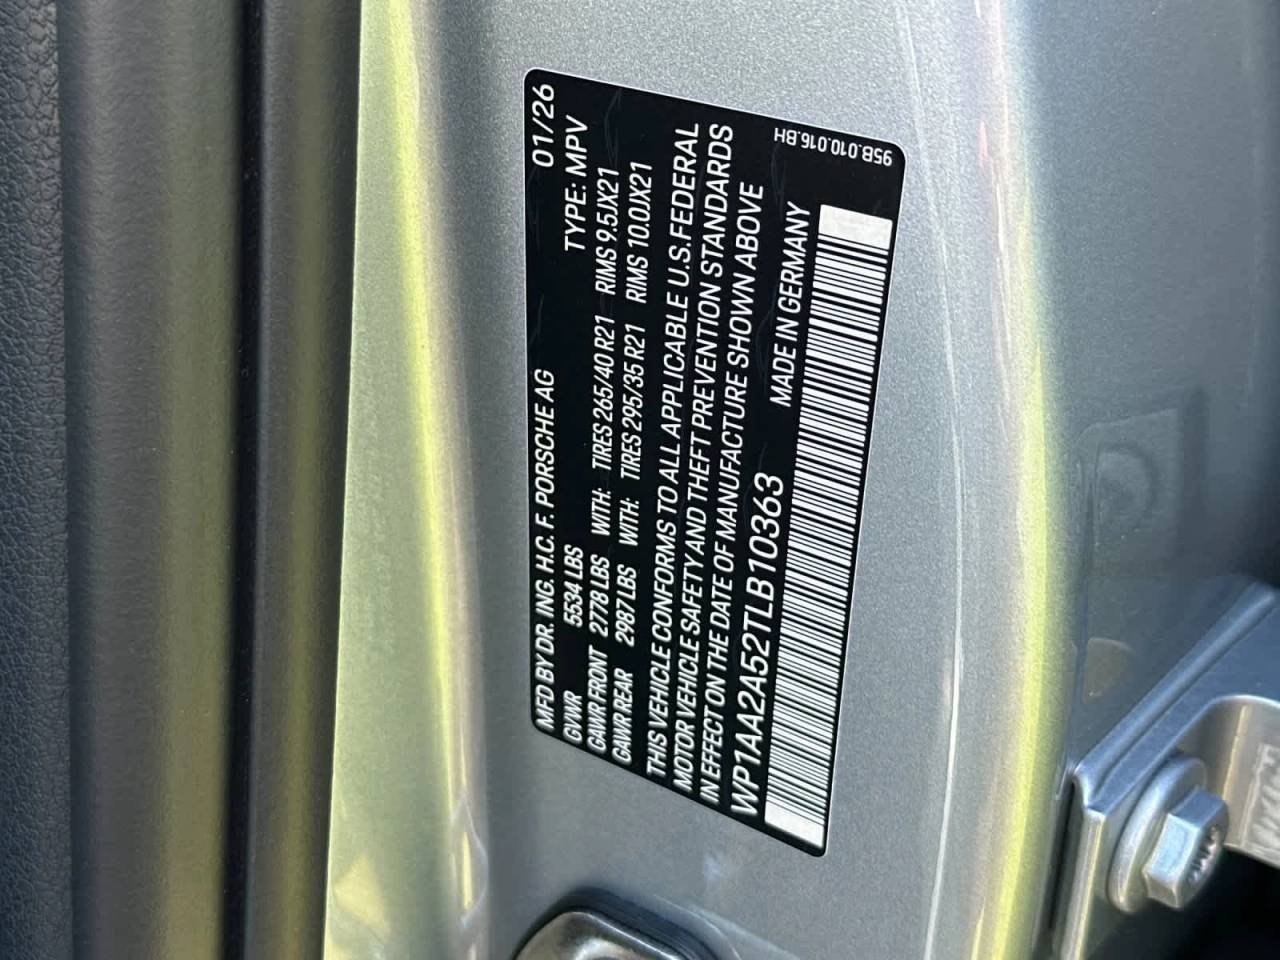 MFD BY DR. ING. H.C. F. PORSCHE AG 01/26
GVWR 5534 LBS TYPE: MPV
GAWR FRONT 2778 LBS WITH: TIRES 265/40 R21 RIMS 9.5JX21
GAWR REAR 2987 LBS WITH: TIRES 295/35 R21 RIMS 10.0JX21
THIS VEHICLE CONFORMS TO ALL APPLICABLE U.S. FEDERAL
MOTOR VEHICLE SAFETY AND THEFT PREVENTION STANDARDS
IN EFFECT ON THE DATE OF MANUFACTURE SHOWN ABOVE
WP1AA2A52TLB10363 MADE IN GERMANY
95B.010.016.BH